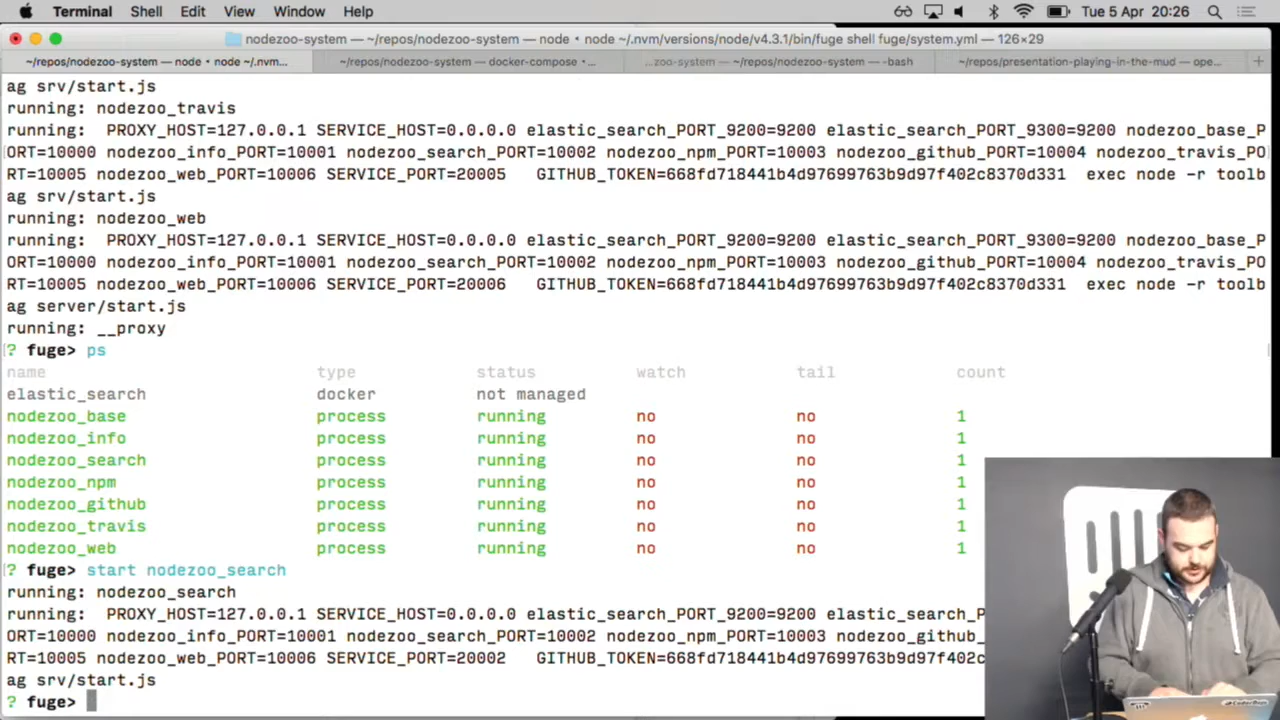 Terminal Shell Edit View Window Help Tue 5 Apr 20:26
nodezoo-system — ~/repos/nodezoo-system — node • node ~/.nvm/versions/node/v4.3.1/bin/fuge shell fuge/system.yml — 126×29
~/repos/nodezoo-system — node • node ~/.nvm... ~/repos/nodezoo-system — docker-compose • ... ...zoo-system — ~/repos/nodezoo-system — -bash ~/repos/presentation-playing-in-the-mud — ope... +
ag srv/start.js
running: nodezoo_travis
running:  PROXY_HOST=127.0.0.1 SERVICE_HOST=0.0.0.0 elastic_search_PORT_9200=9200 elastic_search_PORT_9300=9200 nodezoo_base_P
ORT=10000 nodezoo_info_PORT=10001 nodezoo_search_PORT=10002 nodezoo_npm_PORT=10003 nodezoo_github_PORT=10004 nodezoo_travis_PO
RT=10005 nodezoo_web_PORT=10006 SERVICE_PORT=20005   GITHUB_TOKEN=668fd718441b4d97699763b9d97f402c8370d331  exec node -r toolb
ag srv/start.js
running: nodezoo_web
running:  PROXY_HOST=127.0.0.1 SERVICE_HOST=0.0.0.0 elastic_search_PORT_9200=9200 elastic_search_PORT_9300=9200 nodezoo_base_P
ORT=10000 nodezoo_info_PORT=10001 nodezoo_search_PORT=10002 nodezoo_npm_PORT=10003 nodezoo_github_PORT=10004 nodezoo_travis_PO
RT=10005 nodezoo_web_PORT=10006 SERVICE_PORT=20006   GITHUB_TOKEN=668fd718441b4d97699763b9d97f402c8370d331  exec node -r toolb
ag server/start.js
running: __proxy
? fuge> ps
name type status watch tail count
elastic_search docker not managed
nodezoo_base process running no no 1
nodezoo_info process running no no 1
nodezoo_search process running no no 1
nodezoo_npm process running no no 1
nodezoo_github process running no no 1
nodezoo_travis process running no no 1
nodezoo_web process running no no 1
? fuge> start nodezoo_search
running: nodezoo_search
running:  PROXY_HOST=127.0.0.1 SERVICE_HOST=0.0.0.0 elastic_search_PORT_9200=9200 elastic_search_P
ORT=10000 nodezoo_info_PORT=10001 nodezoo_search_PORT=10002 nodezoo_npm_PORT=10003 nodezoo_github_
RT=10005 nodezoo_web_PORT=10006 SERVICE_PORT=20002   GITHUB_TOKEN=668fd718441b4d97699763b9d97f402c
ag srv/start.js
? fuge>